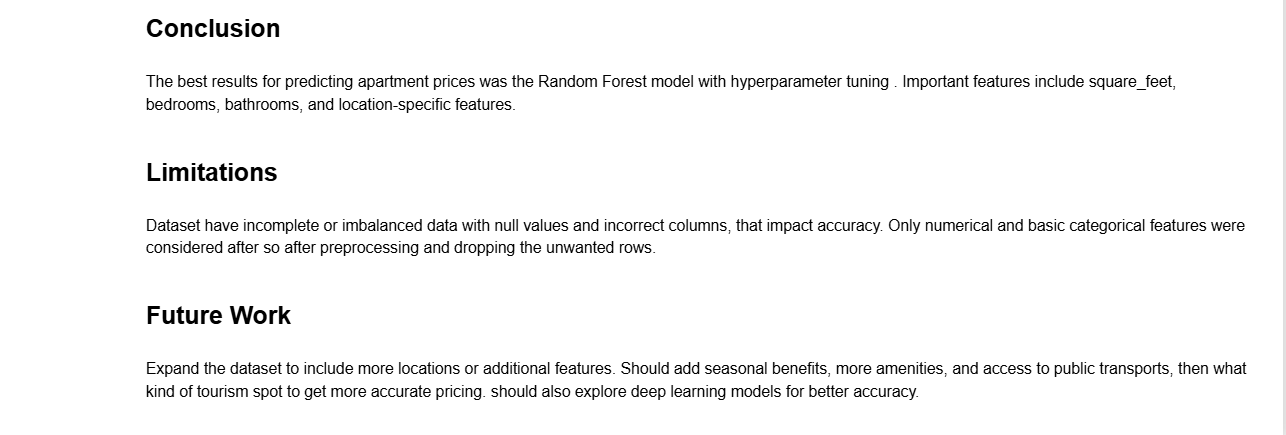 Conclusion
The best results for predicting apartment prices was the Random Forest model with hyperparameter tuning . Important features include square_feet,
bedrooms, bathrooms, and location-specific features.
Limitations
Dataset have incomplete or imbalanced data with null values and incorrect columns, that impact accuracy. Only numerical and basic categorical features were
considered after so after preprocessing and dropping the unwanted rows.
Future Work
Expand the dataset to include more locations or additional features. Should add seasonal benefits, more amenities, and access to public transports, then what
kind of tourism spot to get more accurate pricing. should also explore deep learning models for better accuracy.